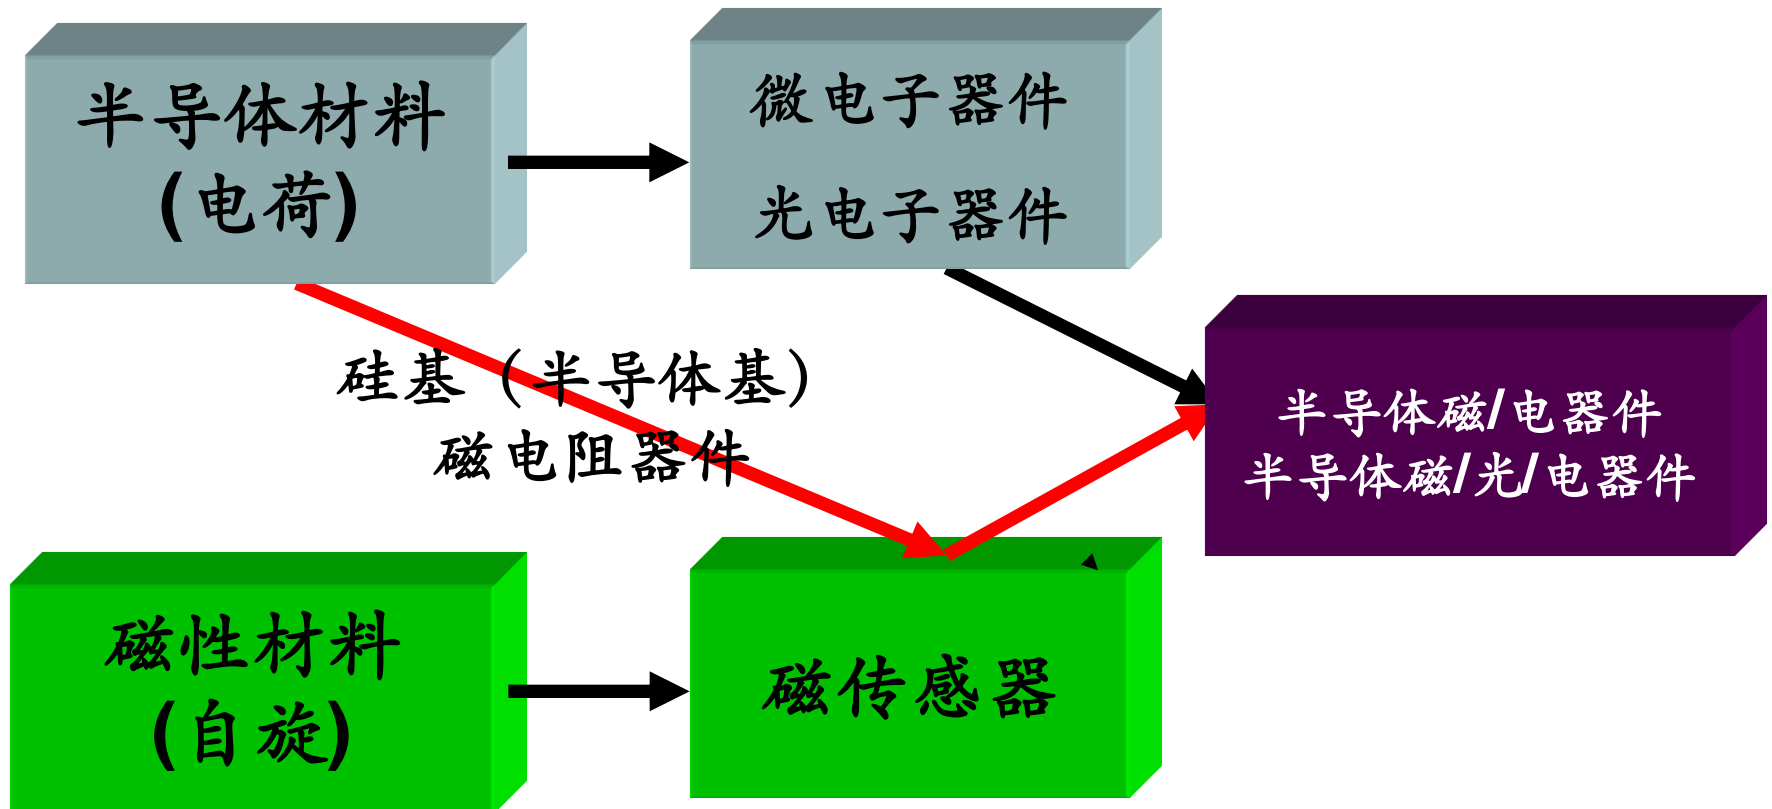 半导体材料
(电荷)
微电子器件
光电子器件
硅基（半导体基）
磁电阻器件
半导体磁/电器件
半导体磁/光/电器件
磁性材料
(自旋)
磁传感器